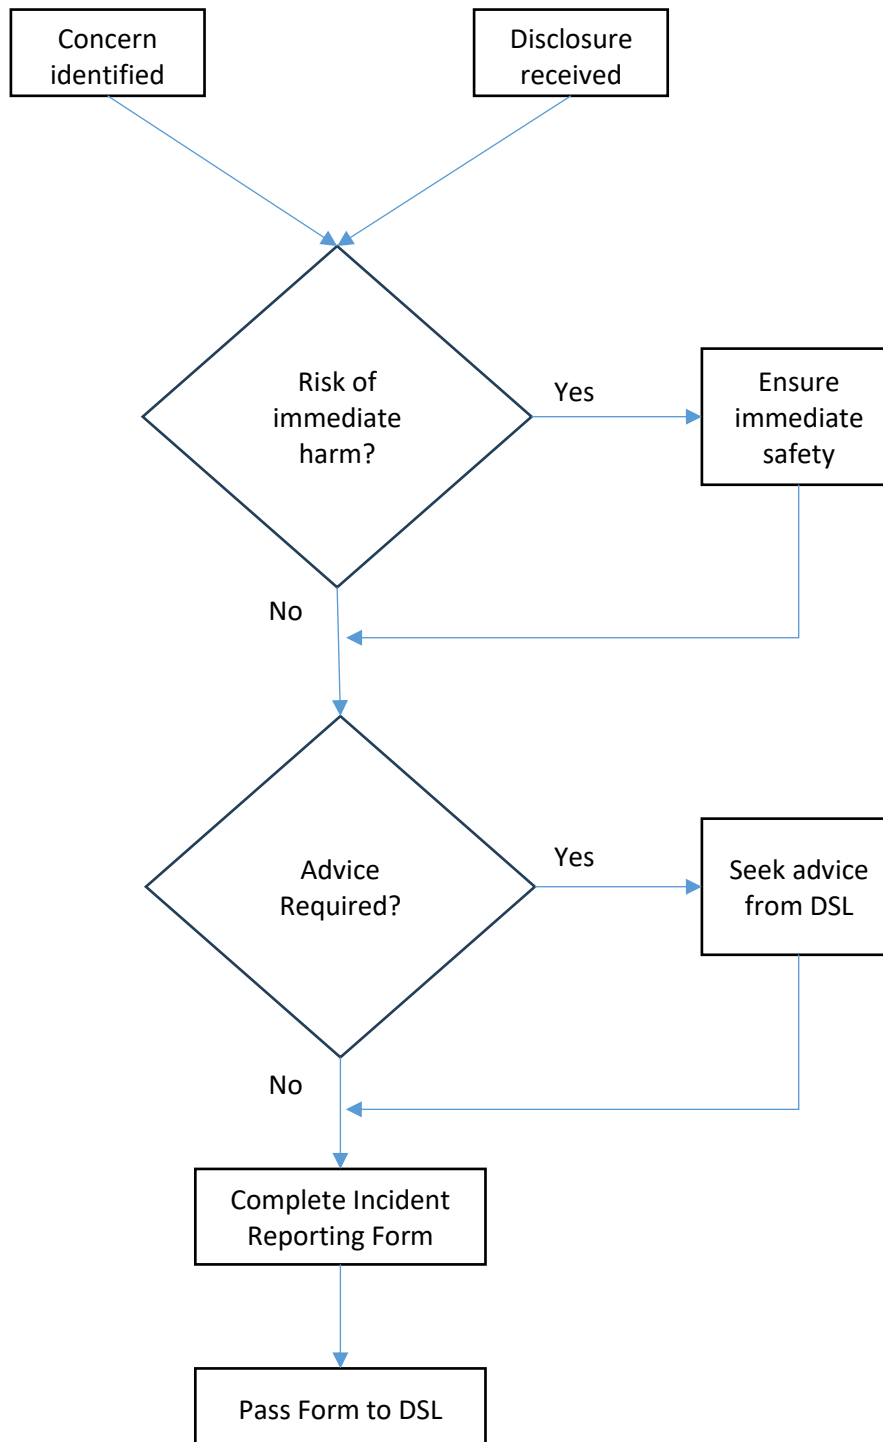 Concern
identified
Disclosure
received
Risk of
immediate
harm?
Yes
Ensure
immediate
safety
No
Advice
Required?
Yes
Seek advice
from DSL
No
Complete Incident
Reporting Form
Pass Form to DSL